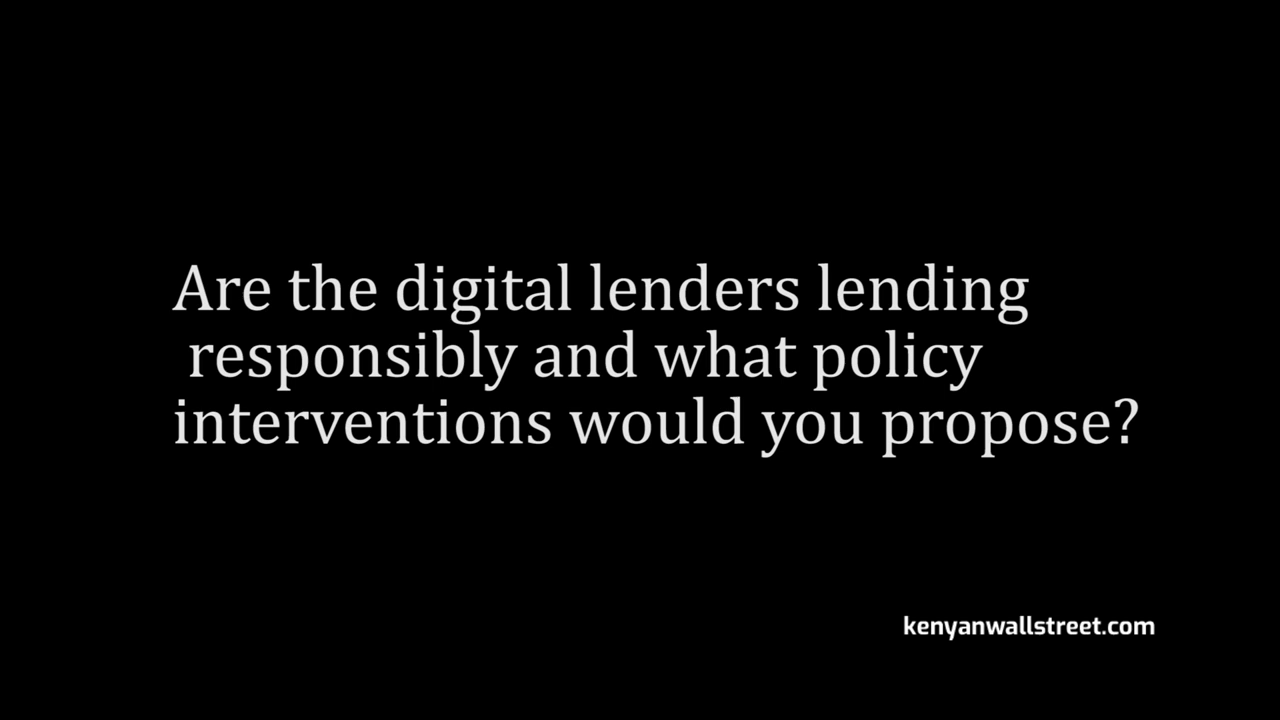 Are the digital lenders lending
responsibly and what policy
interventions would you propose?
kenyanwallstreet.com